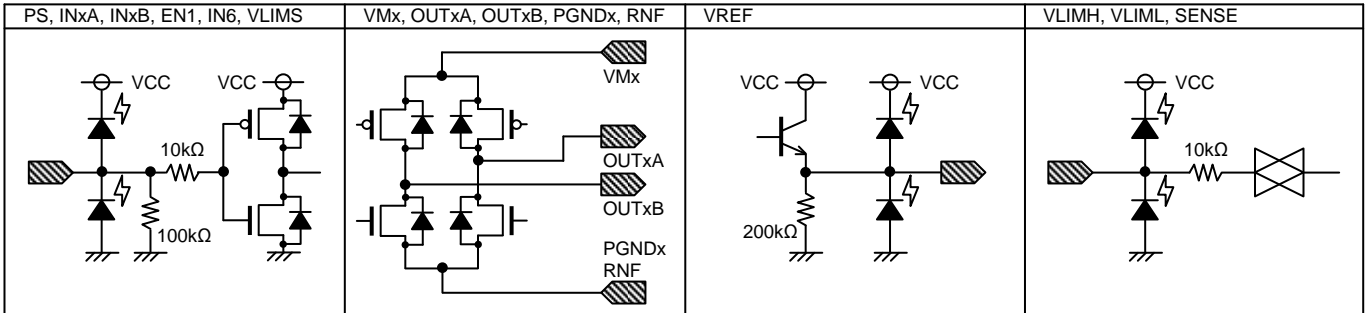 PS, INxA, INxB, EN1, IN6, VLIMS
VCC
VCC
10kΩ
100kΩ
VMx, OUTxA, OUTxB, PGNDx, RNF
VMx
OUTxA
OUTxB
PGNDx
RNF
VREF
VCC
VCC
200kΩ
VLIMH, VLIML, SENSE
VCC
10kΩ